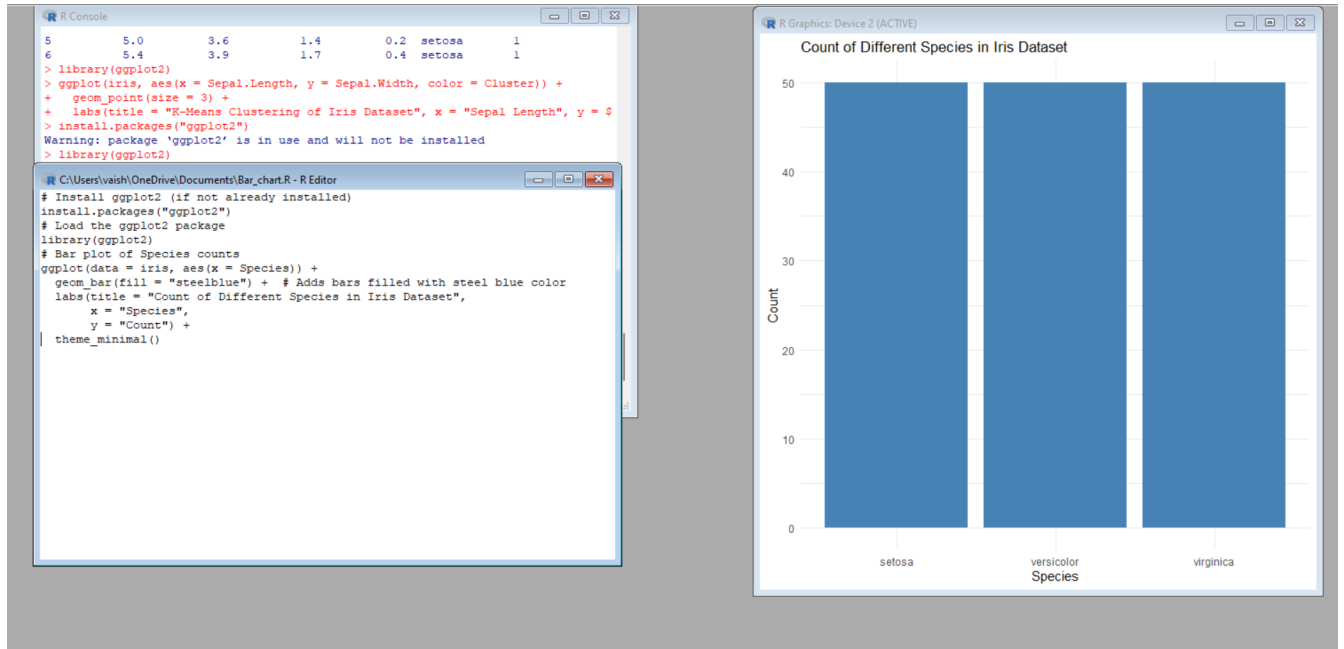 R Console
5 5.0 3.6 1.4 0.2 setosa 1
6 5.4 3.9 1.7 0.4 setosa 1
> library(ggplot2)
> ggplot(iris, aes(x = Sepal.Length, y = Sepal.Width, color = Cluster)) +
+   geom_point(size = 3) +
+   labs(title = "K-Means Clustering of Iris Dataset", x = "Sepal Length", y = $
> install.packages("ggplot2")
Warning: package ‘ggplot2’ is in use and will not be installed
> library(ggplot2)
C:\Users\vaish\OneDrive\Documents\Bar_chart.R - R Editor
# Install ggplot2 (if not already installed)
install.packages("ggplot2")
# Load the ggplot2 package
library(ggplot2)
# Bar plot of Species counts
ggplot(data = iris, aes(x = Species)) +
  geom_bar(fill = "steelblue") +  # Adds bars filled with steel blue color
  labs(title = "Count of Different Species in Iris Dataset",
       x = "Species",
       y = "Count") +
  theme_minimal()
R Graphics: Device 2 (ACTIVE)
Count of Different Species in Iris Dataset
50
40
30
20
10
0
Count
setosa versicolor virginica
Species